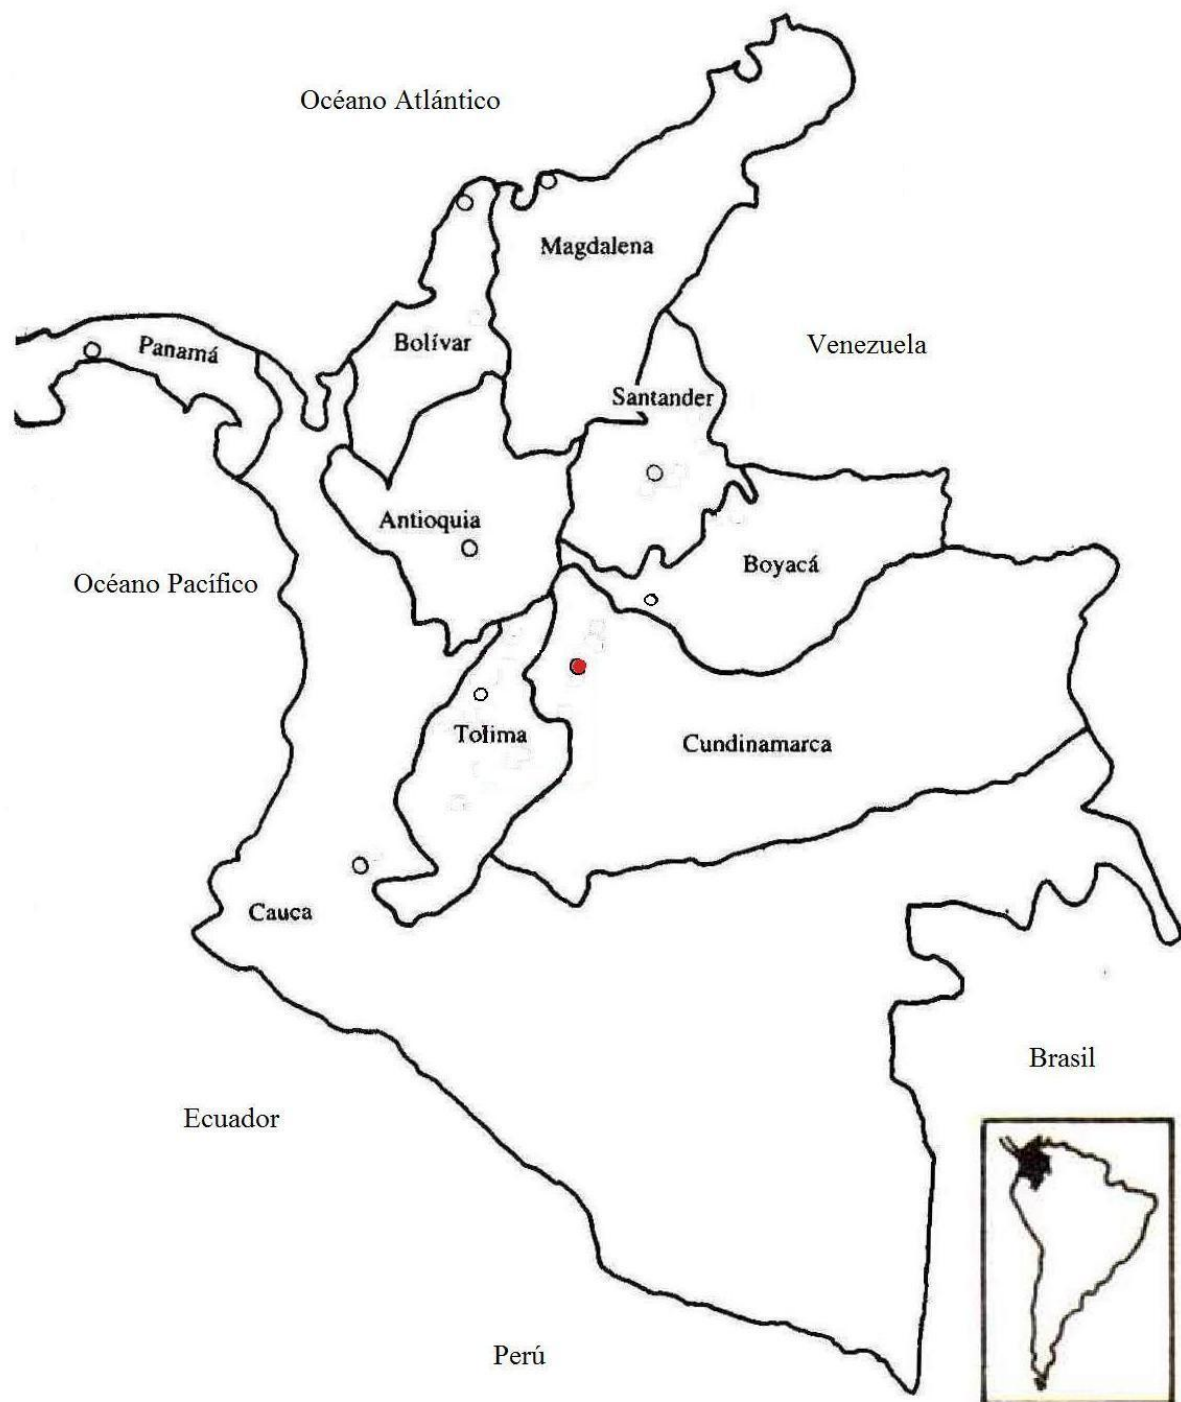 Océano Atlántico
Magdalena
Bolívar
Panamá
Venezuela
Santander
Antioquia
Boyacá
Océano Pacífico
Tolima
Cundinamarca
Cauca
Brasil
Ecuador
Perú